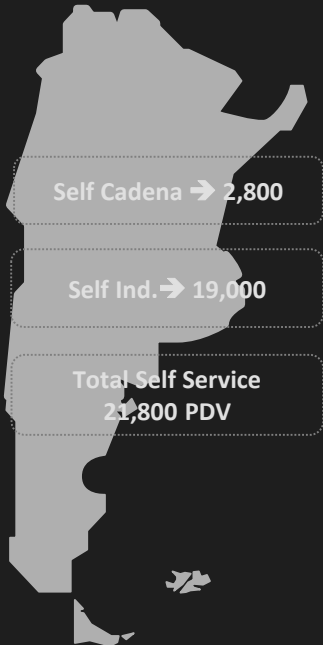 Self Cadena ➔ 2,800
Self Ind.➔ 19,000
Total Self Service
21,800 PDV